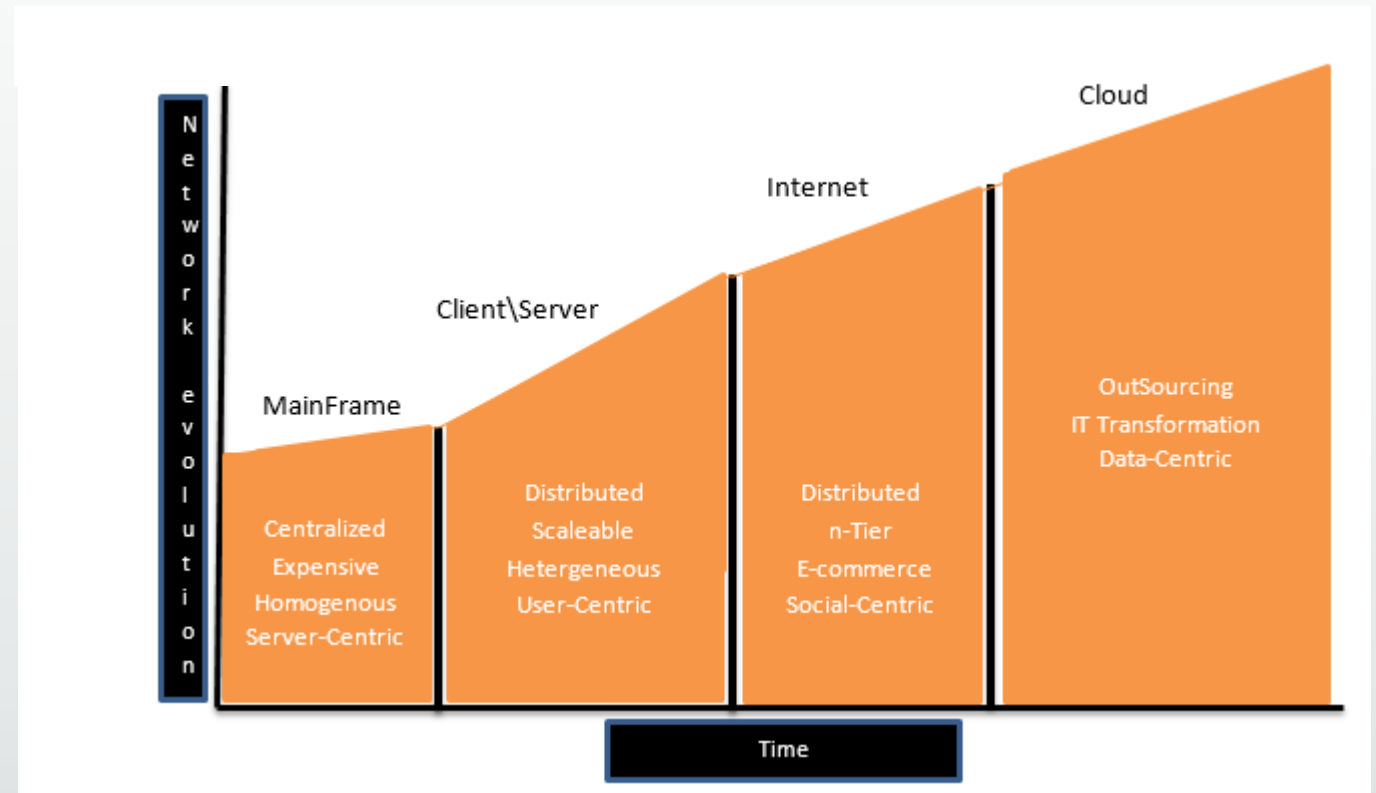 Network evolution
MainFrame
Centralized
Expensive
Homogenous
Server-Centric
Client\Server
Distributed
Scaleable
Hetergeneous
User-Centric
Internet
Distributed
n-Tier
E-commerce
Social-Centric
Cloud
OutSourcing
IT Transformation
Data-Centric
Time